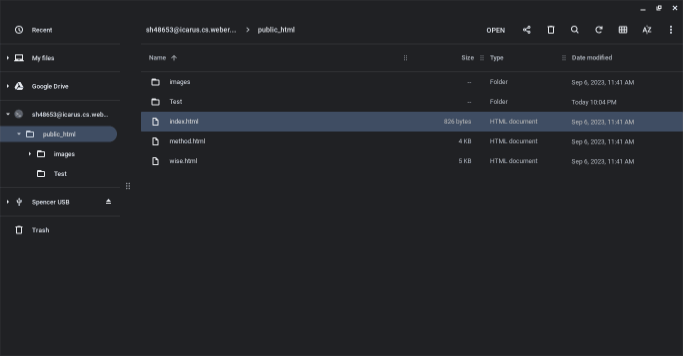 Recent
sh48653@icarus.cs.weber... > public_html
OPEN
My files
Name
Size
Type
Date modified
Google Drive
images -- Folder Sep 6, 2023, 11:41 AM
Test -- Folder Today 10:04 PM
sh48653@icarus.cs.web...
index.html 826 bytes HTML document Sep 6, 2023, 11:41 AM
public_html
method.html 4 KB HTML document Sep 6, 2023, 11:41 AM
images
wise.html 5 KB HTML document Sep 6, 2023, 11:41 AM
Test
Spencer USB
Trash